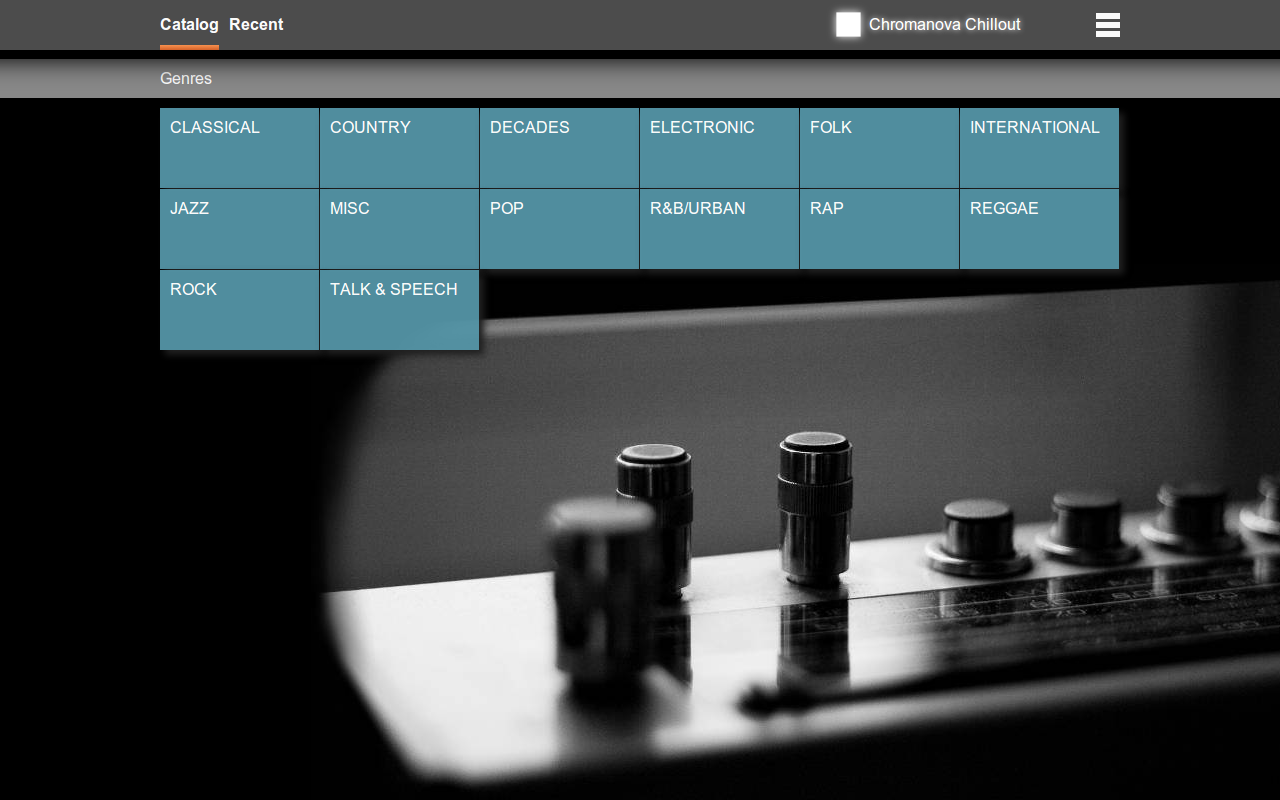 Catalog Recent Chromanova Chillout
Genres
CLASSICAL COUNTRY DECADES ELECTRONIC FOLK INTERNATIONAL
JAZZ MISC POP R&B/URBAN RAP REGGAE
ROCK TALK & SPEECH